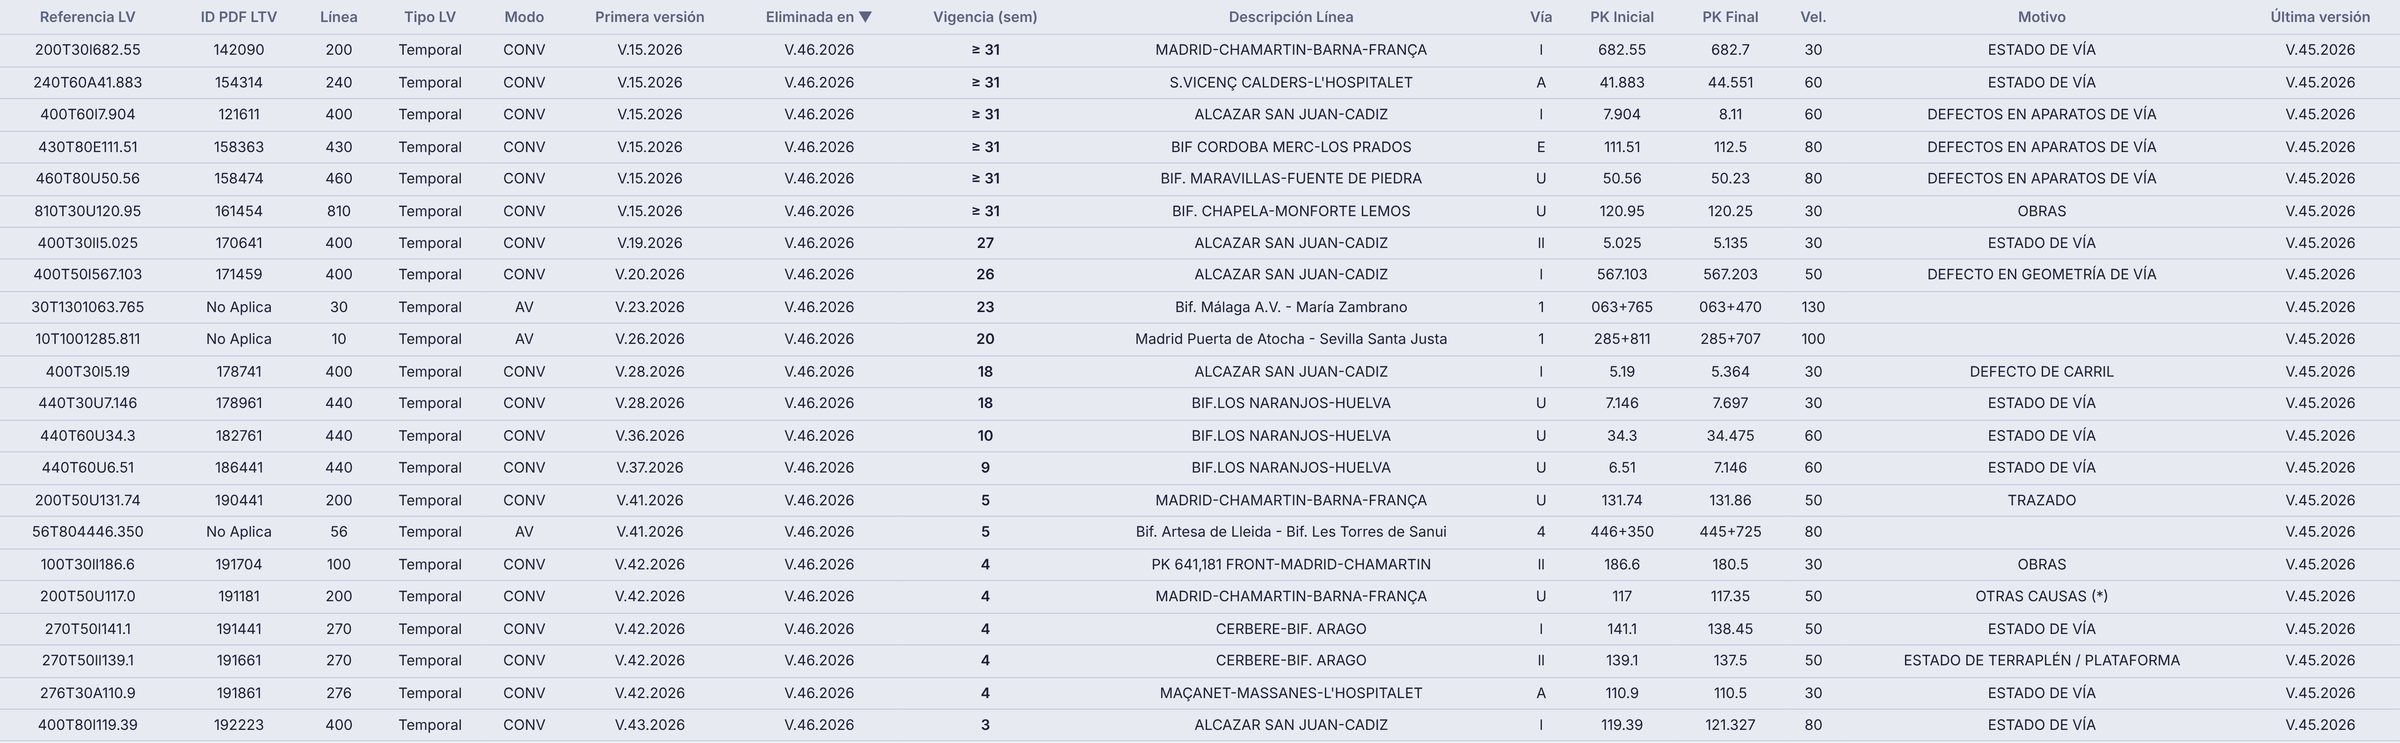 Referencia LV ID PDF LTV Línea Tipo LV Modo Primera versión Eliminada en ▼ Vigencia (sem) Descripción Línea Vía PK Inicial PK Final Vel. Motivo Última versión
200T30I682.55 142090 200 Temporal CONV V.15.2026 V.46.2026 ≥ 31 MADRID-CHAMARTIN-BARNA-FRANÇA I 682.55 682.7 30 ESTADO DE VÍA V.45.2026
240T60A41.883 154314 240 Temporal CONV V.15.2026 V.46.2026 ≥ 31 S.VICENÇ CALDERS-L'HOSPITALET A 41.883 44.551 60 ESTADO DE VÍA V.45.2026
400T60I7.904 121611 400 Temporal CONV V.15.2026 V.46.2026 ≥ 31 ALCAZAR SAN JUAN-CADIZ I 7.904 8.11 60 DEFECTOS EN APARATOS DE VÍA V.45.2026
430T80E111.51 158363 430 Temporal CONV V.15.2026 V.46.2026 ≥ 31 BIF CORDOBA MERC-LOS PRADOS E 111.51 112.5 80 DEFECTOS EN APARATOS DE VÍA V.45.2026
460T80U50.56 158474 460 Temporal CONV V.15.2026 V.46.2026 ≥ 31 BIF. MARAVILLAS-FUENTE DE PIEDRA U 50.56 50.23 80 DEFECTOS EN APARATOS DE VÍA V.45.2026
810T30U120.95 161454 810 Temporal CONV V.15.2026 V.46.2026 ≥ 31 BIF. CHAPELA-MONFORTE LEMOS U 120.95 120.25 30 OBRAS V.45.2026
400T30II5.025 170641 400 Temporal CONV V.19.2026 V.46.2026 27 ALCAZAR SAN JUAN-CADIZ II 5.025 5.135 30 ESTADO DE VÍA V.45.2026
400T50I567.103 171459 400 Temporal CONV V.20.2026 V.46.2026 26 ALCAZAR SAN JUAN-CADIZ I 567.103 567.203 50 DEFECTO EN GEOMETRÍA DE VÍA V.45.2026
30T1301063.765 No Aplica 30 Temporal AV V.23.2026 V.46.2026 23 Bif. Málaga A.V. - María Zambrano 1 063+765 063+470 130 V.45.2026
10T1001285.811 No Aplica 10 Temporal AV V.26.2026 V.46.2026 20 Madrid Puerta de Atocha - Sevilla Santa Justa 1 285+811 285+707 100 V.45.2026
400T30I5.19 178741 400 Temporal CONV V.28.2026 V.46.2026 18 ALCAZAR SAN JUAN-CADIZ I 5.19 5.364 30 DEFECTO DE CARRIL V.45.2026
440T30U7.146 178961 440 Temporal CONV V.28.2026 V.46.2026 18 BIF.LOS NARANJOS-HUELVA U 7.146 7.697 30 ESTADO DE VÍA V.45.2026
440T60U34.3 182761 440 Temporal CONV V.36.2026 V.46.2026 10 BIF.LOS NARANJOS-HUELVA U 34.3 34.475 60 ESTADO DE VÍA V.45.2026
440T60U6.51 186441 440 Temporal CONV V.37.2026 V.46.2026 9 BIF.LOS NARANJOS-HUELVA U 6.51 7.146 60 ESTADO DE VÍA V.45.2026
200T50U131.74 190441 200 Temporal CONV V.41.2026 V.46.2026 5 MADRID-CHAMARTIN-BARNA-FRANÇA U 131.74 131.86 50 TRAZADO V.45.2026
56T804446.350 No Aplica 56 Temporal AV V.41.2026 V.46.2026 5 Bif. Artesa de Lleida - Bif. Les Torres de Sanui 4 446+350 445+725 80 V.45.2026
100T30II186.6 191704 100 Temporal CONV V.42.2026 V.46.2026 4 PK 641,181 FRONT-MADRID-CHAMARTIN II 186.6 180.5 30 OBRAS V.45.2026
200T50U117.0 191181 200 Temporal CONV V.42.2026 V.46.2026 4 MADRID-CHAMARTIN-BARNA-FRANÇA U 117 117.35 50 OTRAS CAUSAS (*) V.45.2026
270T50I141.1 191441 270 Temporal CONV V.42.2026 V.46.2026 4 CERBERE-BIF. ARAGO I 141.1 138.45 50 ESTADO DE VÍA V.45.2026
270T50II139.1 191661 270 Temporal CONV V.42.2026 V.46.2026 4 CERBERE-BIF. ARAGO II 139.1 137.5 50 ESTADO DE TERRAPLÉN / PLATAFORMA V.45.2026
276T30A110.9 191861 276 Temporal CONV V.42.2026 V.46.2026 4 MAÇANET-MASSANES-L'HOSPITALET A 110.9 110.5 30 ESTADO DE VÍA V.45.2026
400T80I119.39 192223 400 Temporal CONV V.43.2026 V.46.2026 3 ALCAZAR SAN JUAN-CADIZ I 119.39 121.327 80 ESTADO DE VÍA V.45.2026